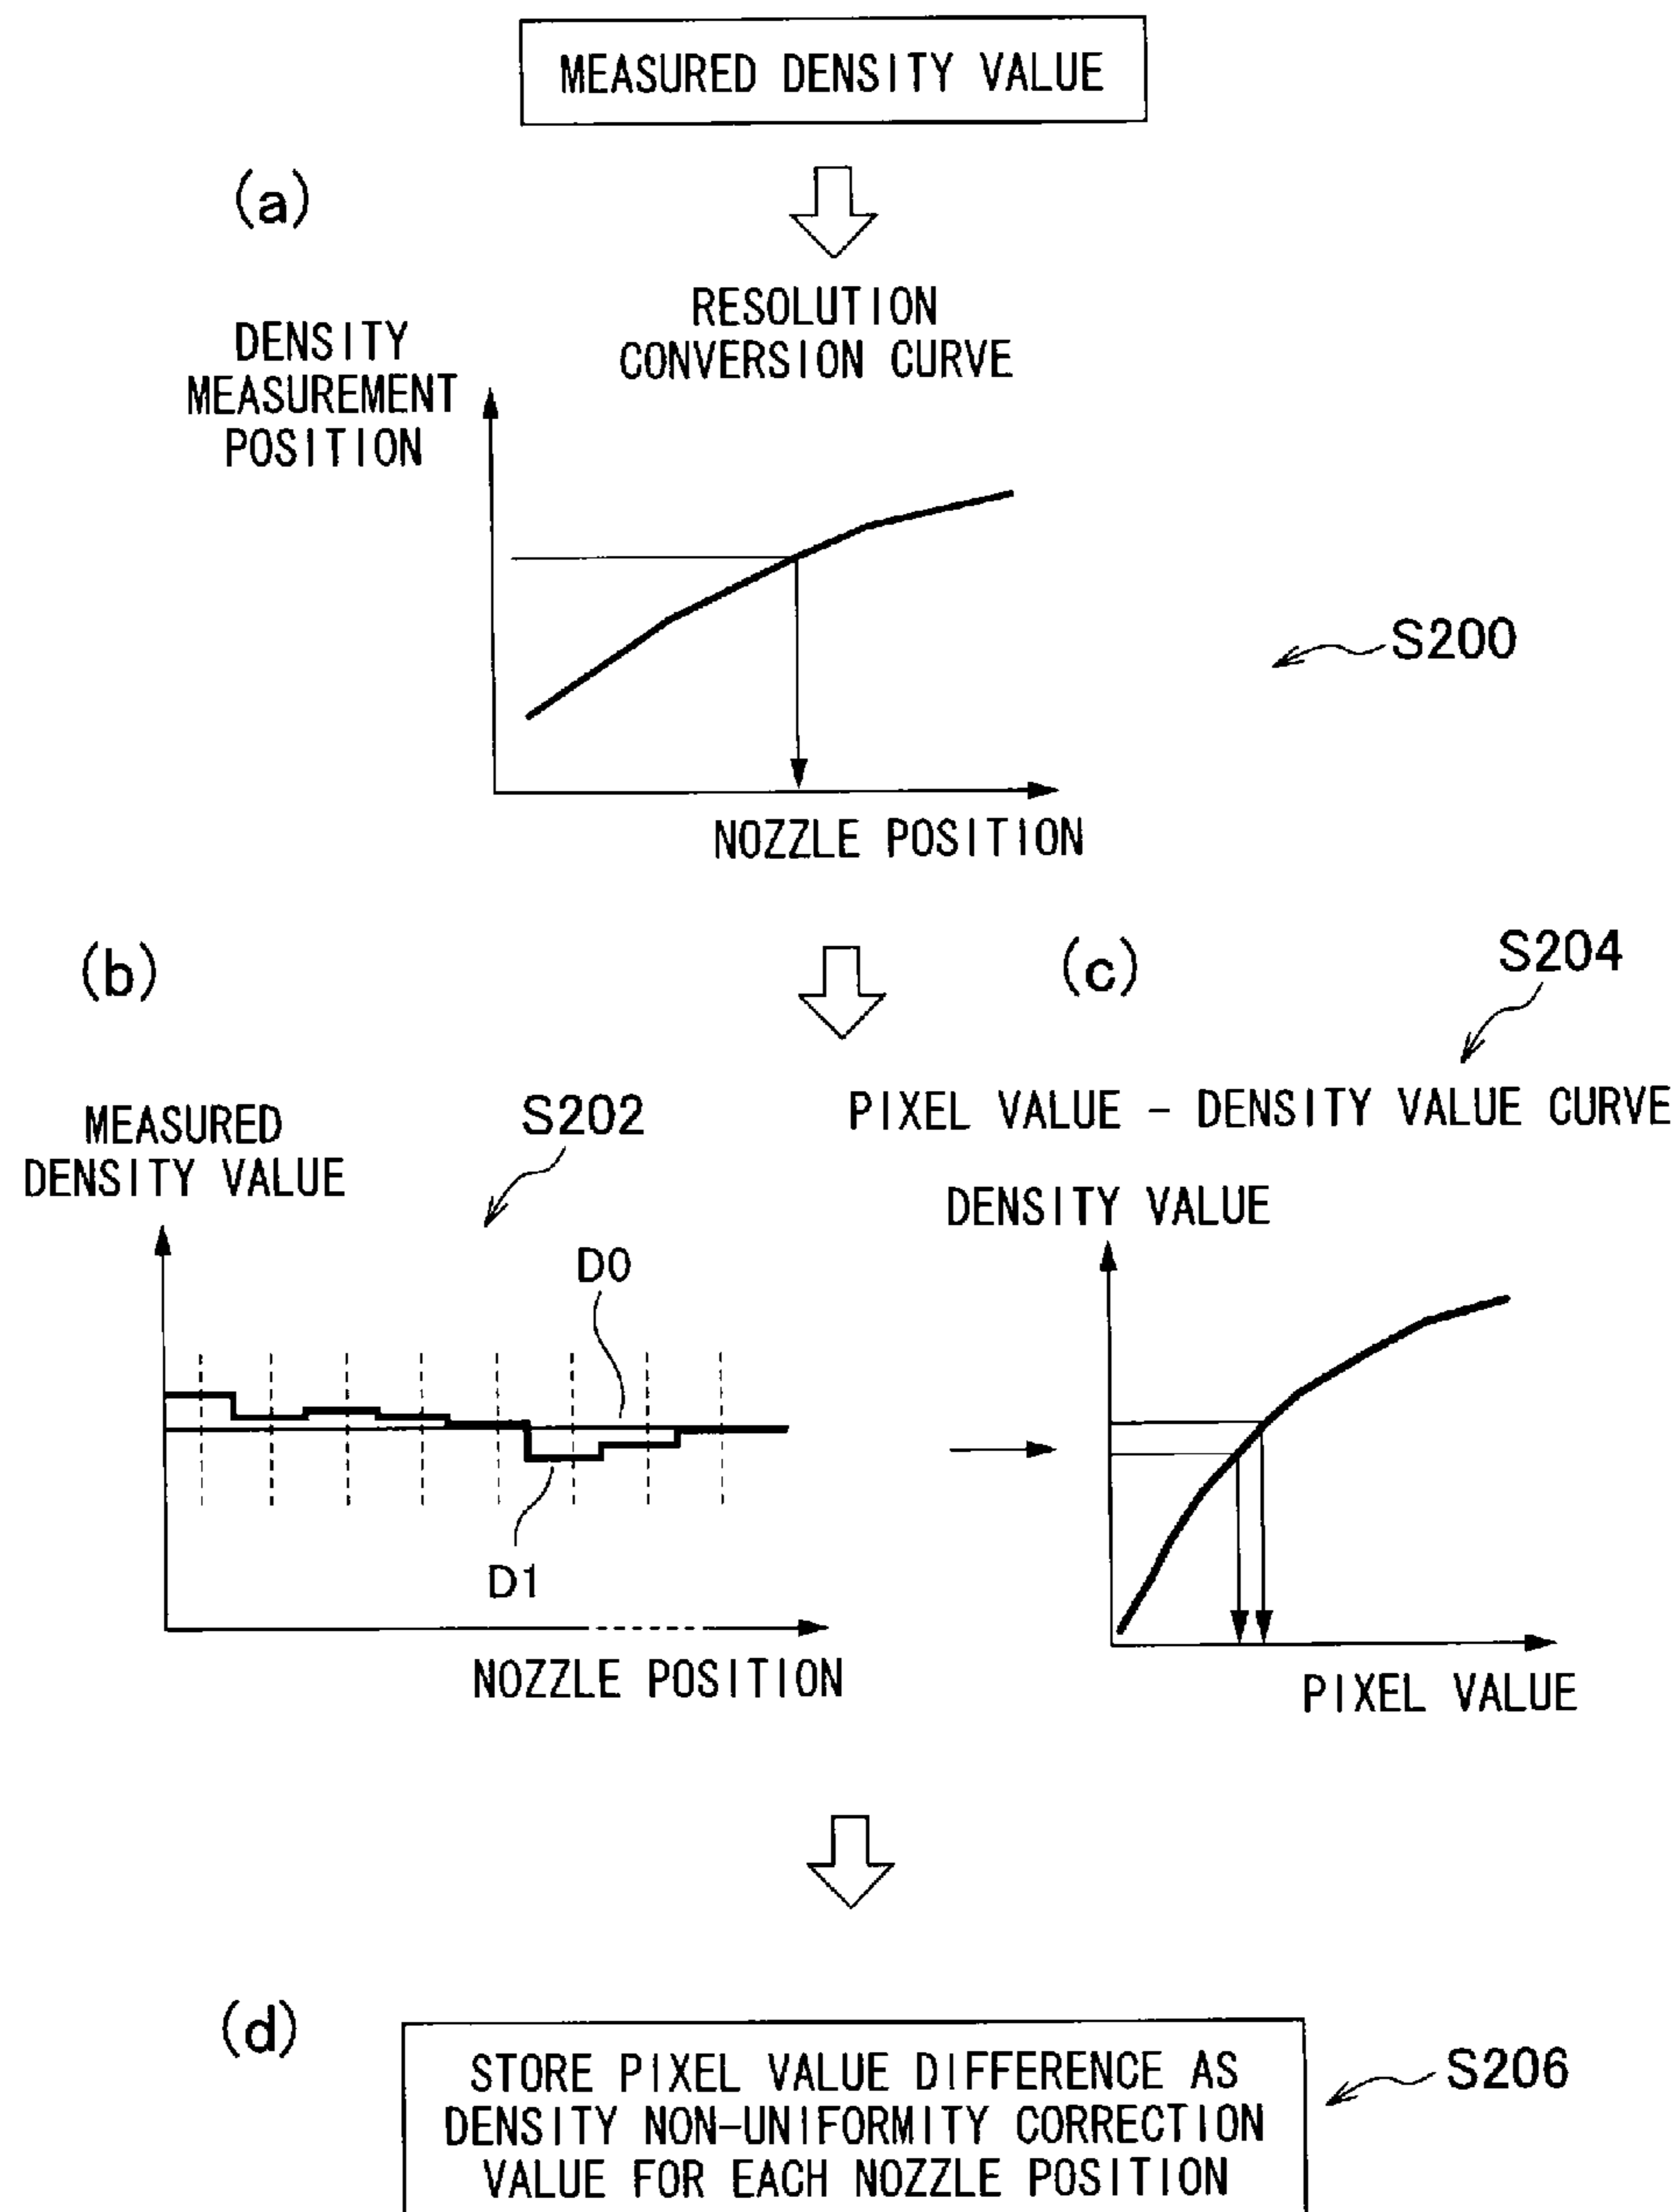 MEASURED DENSITY VALUE
(a)
RESOLUTION
CONVERSION CURVE
DENSITY
MEASUREMENT
POSITION
S200
NOZZLE POSITION
(b)
(c)
S204
MEASURED
DENSITY VALUE
S202
PIXEL VALUE - DENSITY VALUE CURVE
DENSITY VALUE
D0
D1
NOZZLE POSITION
PIXEL VALUE
(d)
STORE PIXEL VALUE DIFFERENCE AS
DENSITY NON-UNIFORMITY CORRECTION
VALUE FOR EACH NOZZLE POSITION
S206